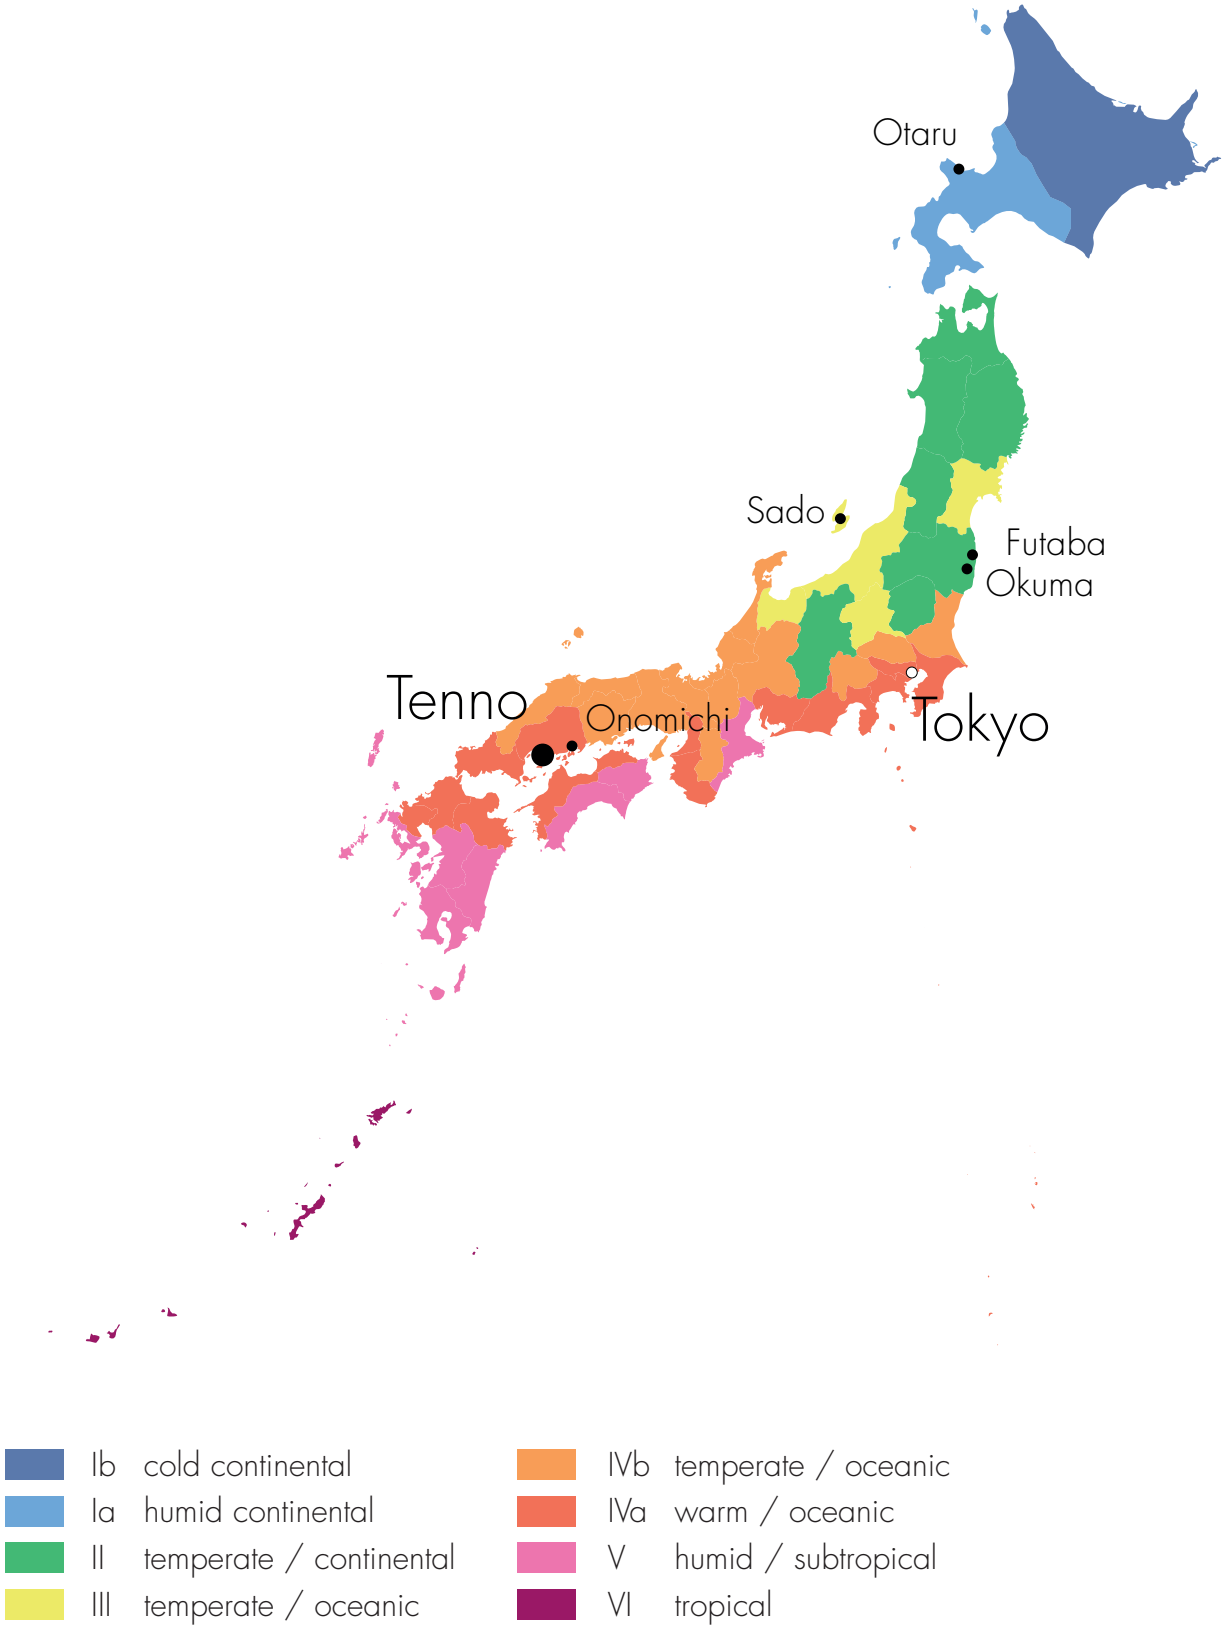 Otaru
Sado
Futaba
Okuma
Tenno
Onomichi
Tokyo
Ib cold continental
Ia humid continental
II temperate / continental
III temperate / oceanic
IVb temperate / oceanic
IVa warm / oceanic
V humid / subtropical
VI tropical